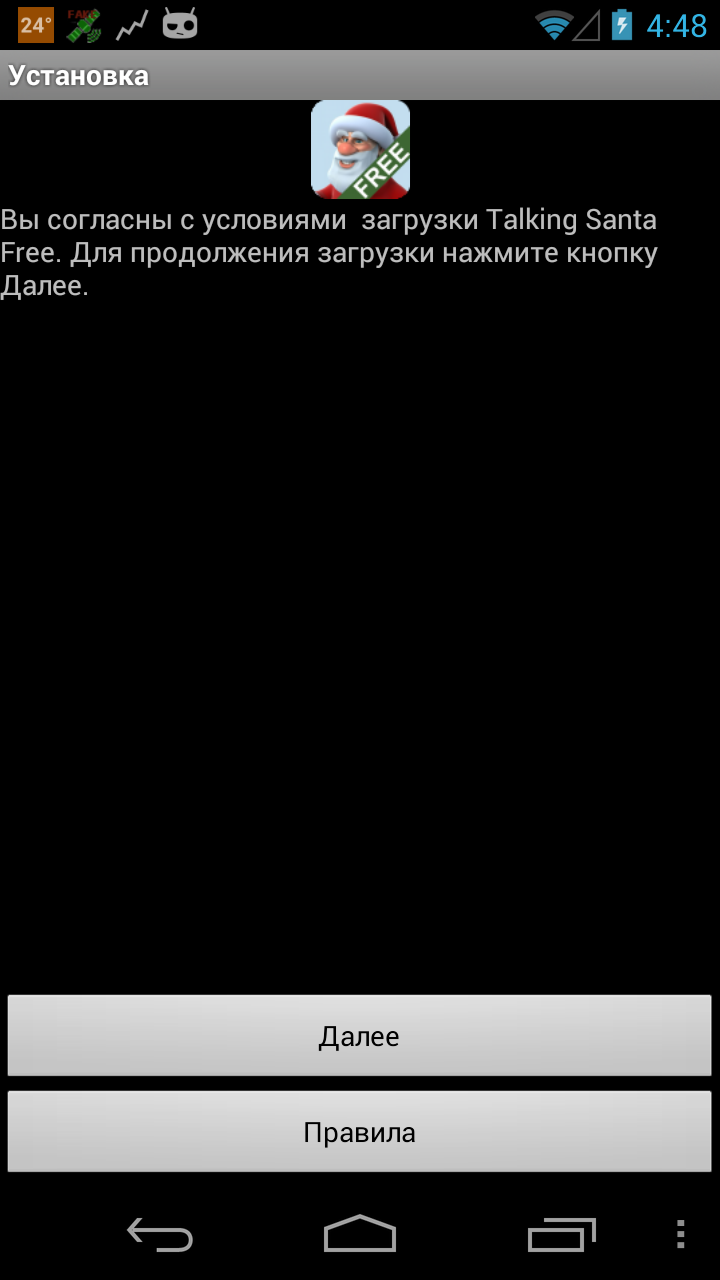 24°
FAKE
4:48
Установка
FREE
Вы согласны с условиями  загрузки Talking Santa
Free. Для продолжения загрузки нажмите кнопку
Далее.
Далее
Правила